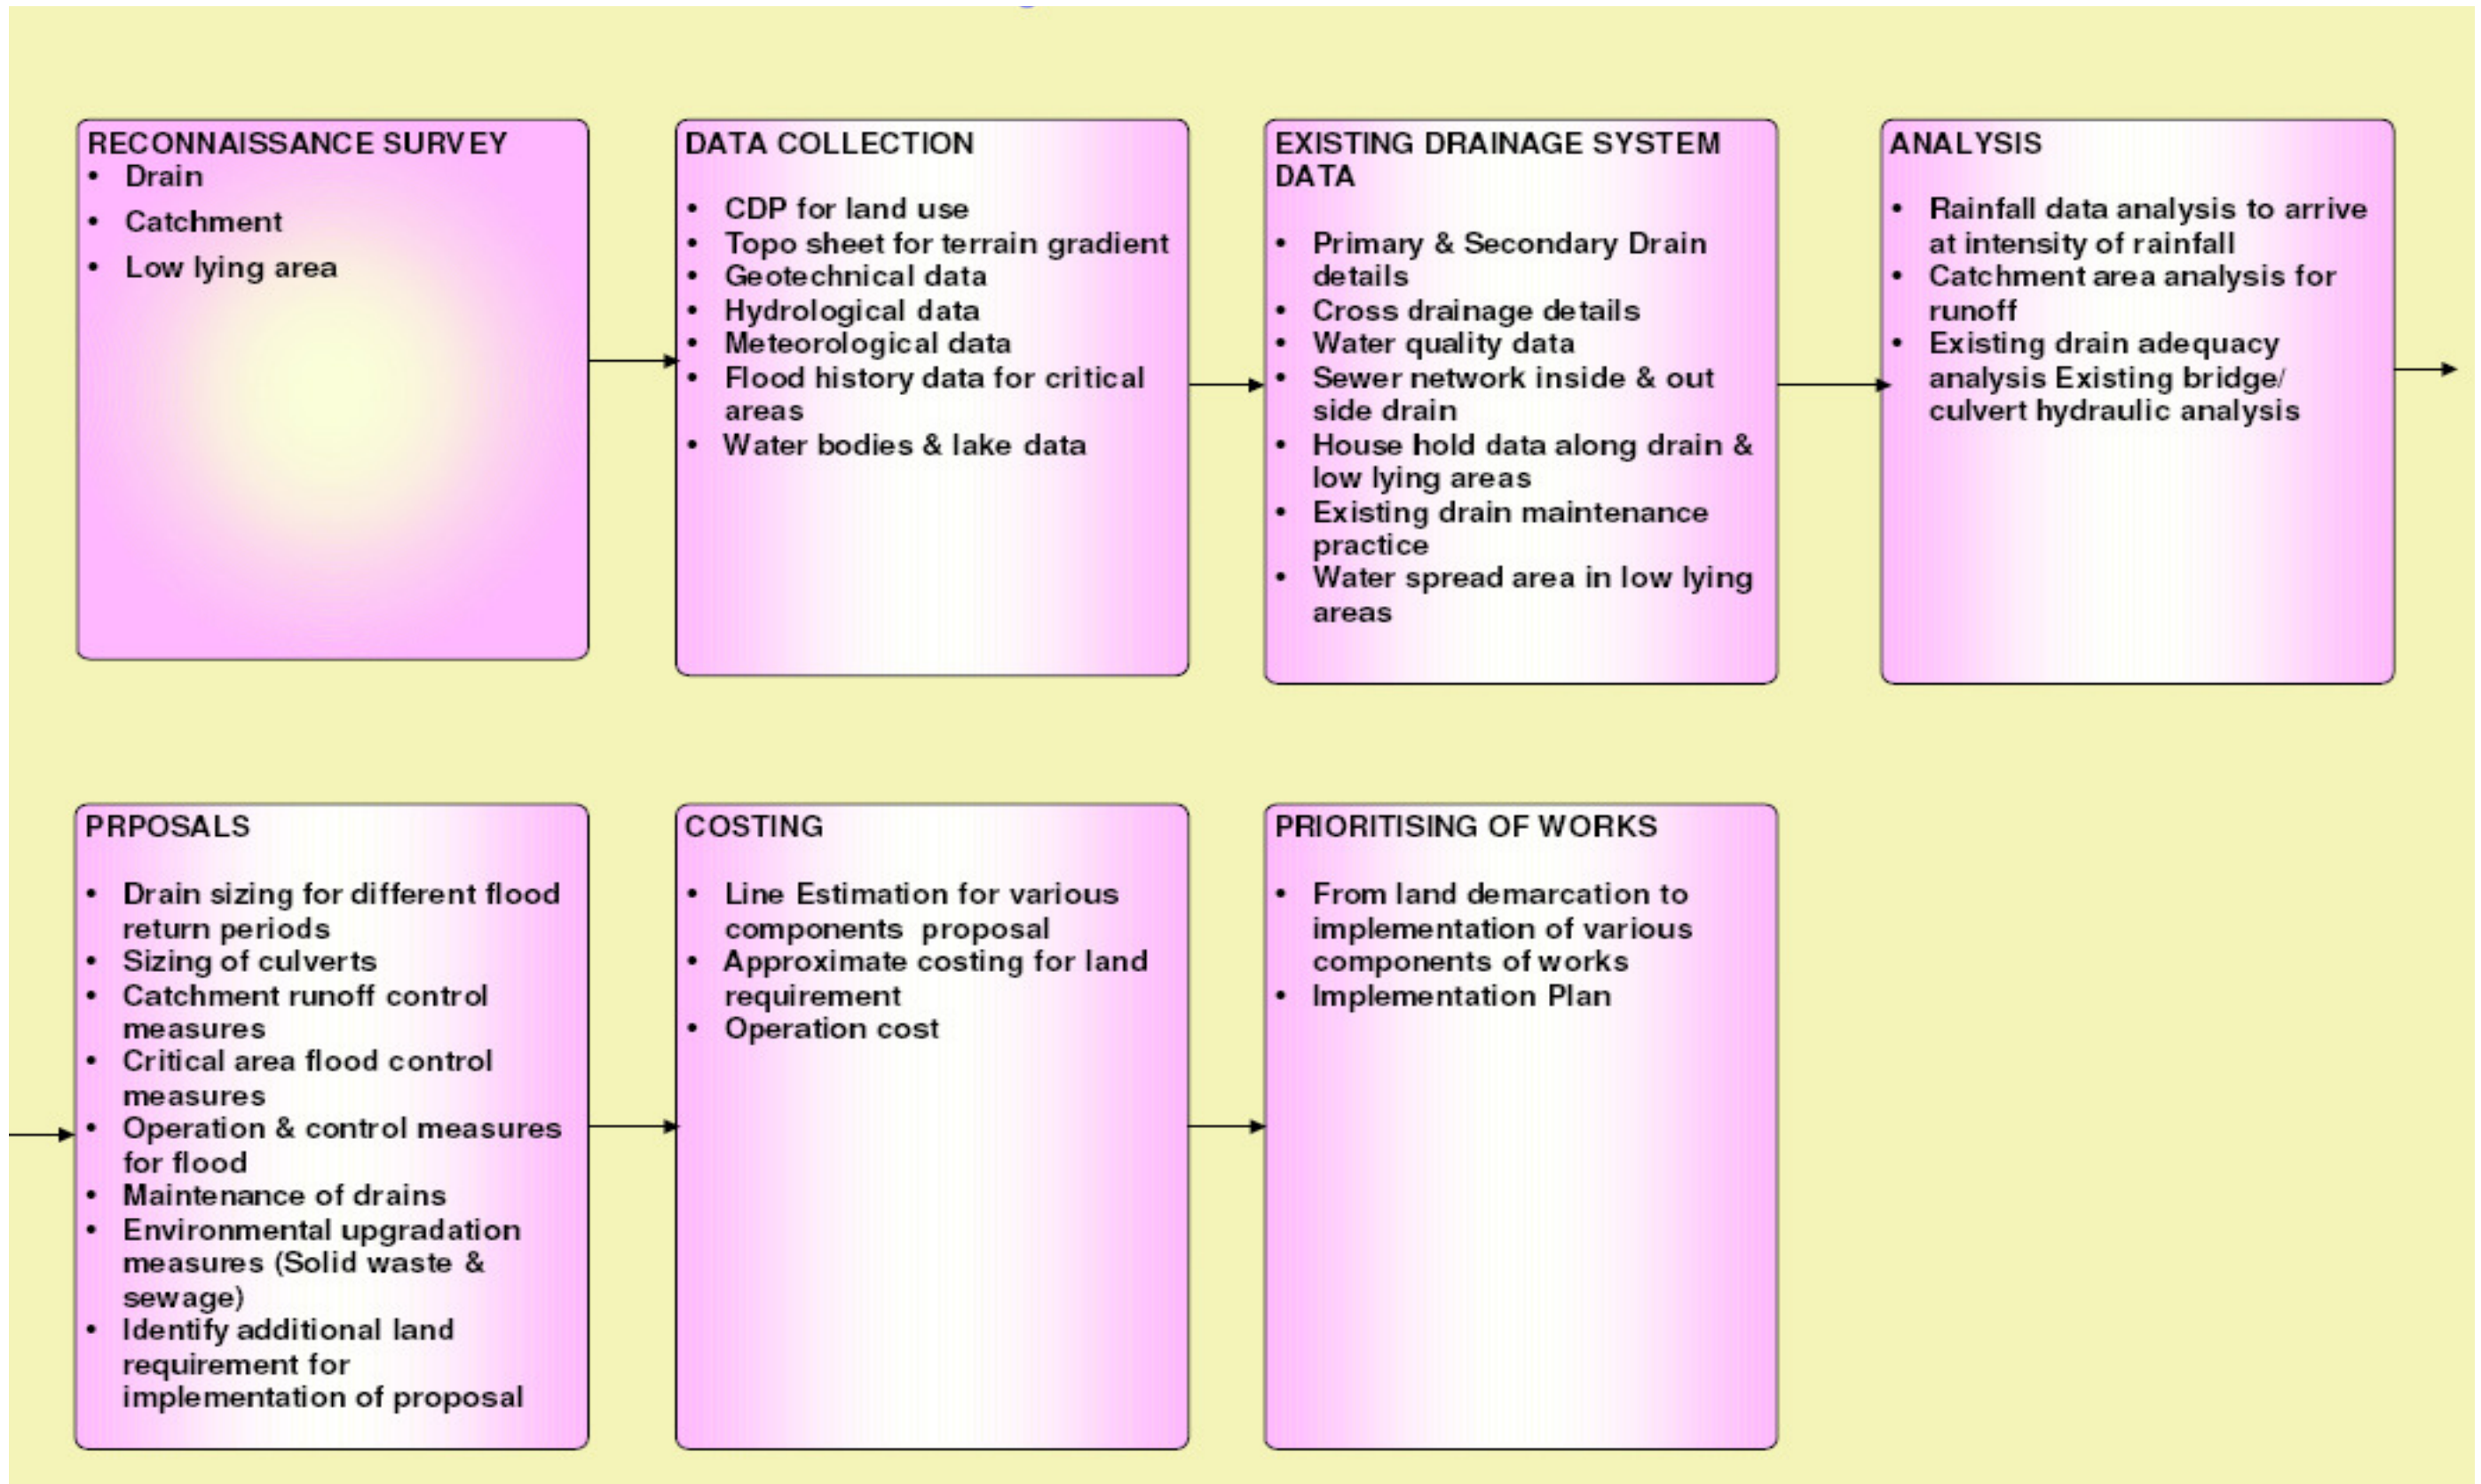 RECONNAISSANCE SURVEY
• Drain
• Catchment
• Low lying area
DATA COLLECTION
• CDP for land use
• Topo sheet for terrain gradient
• Geotechnical data
• Hydrological data
• Meteorological data
• Flood history data for critical
areas
• Water bodies & lake data
EXISTING DRAINAGE SYSTEM
DATA
• Primary & Secondary Drain
details
• Cross drainage details
• Water quality data
• Sewer network inside & out
side drain
• House hold data along drain &
low lying areas
• Existing drain maintenance
practice
• Water spread area in low lying
areas
ANALYSIS
• Rainfall data analysis to arrive
at intensity of rainfall
• Catchment area analysis for
runoff
• Existing drain adequacy
analysis Existing bridge/
culvert hydraulic analysis
PRPOSALS
• Drain sizing for different flood
return periods
• Sizing of culverts
• Catchment runoff control
measures
• Critical area flood control
measures
• Operation & control measures
for flood
• Maintenance of drains
• Environmental upgradation
measures (Solid waste &
sewage)
• Identify additional land
requirement for
implementation of proposal
COSTING
• Line Estimation for various
components proposal
• Approximate costing for land
requirement
• Operation cost
PRIORITISING OF WORKS
• From land demarcation to
implementation of various
components of works
• Implementation Plan